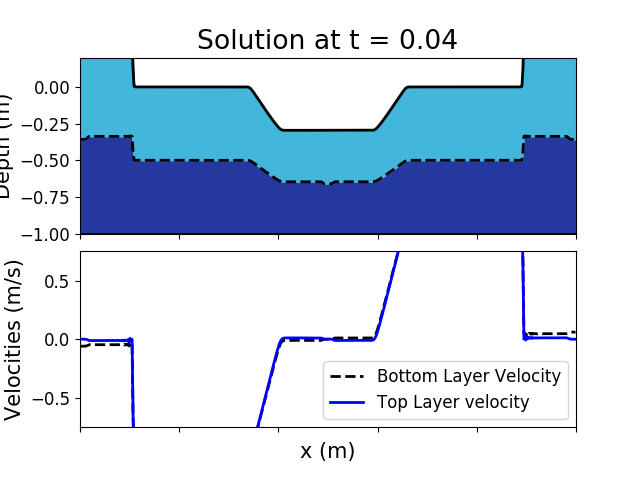 Solution at t = 0.04
Depth (m)
0.00
−0.25
−0.50
−0.75
−1.00
Velocities (m/s)
0.5
0.0
−0.5
Bottom Layer Velocity
Top Layer velocity
x (m)